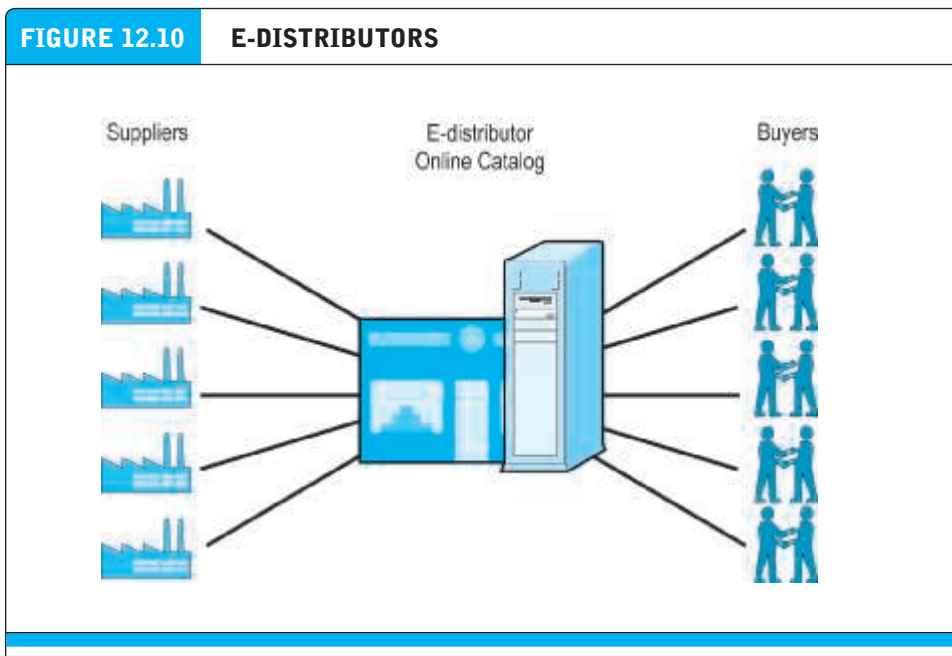 FIGURE 12.10 E-DISTRIBUTORS
Suppliers
E-distributor
Online Catalog
Buyers